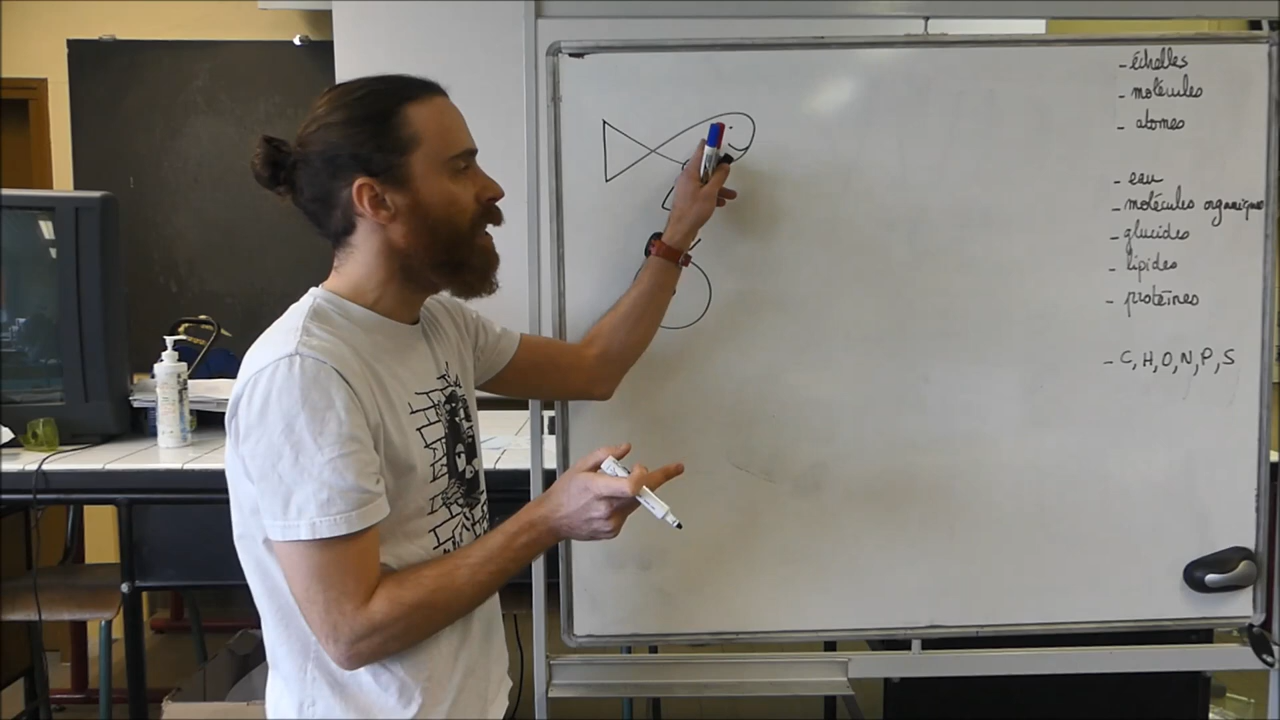 - échelles
- molécules
- atomes
- eau
- molécules organiques
- glucides
- lipides
- protéines
- C, H, O, N, P, S